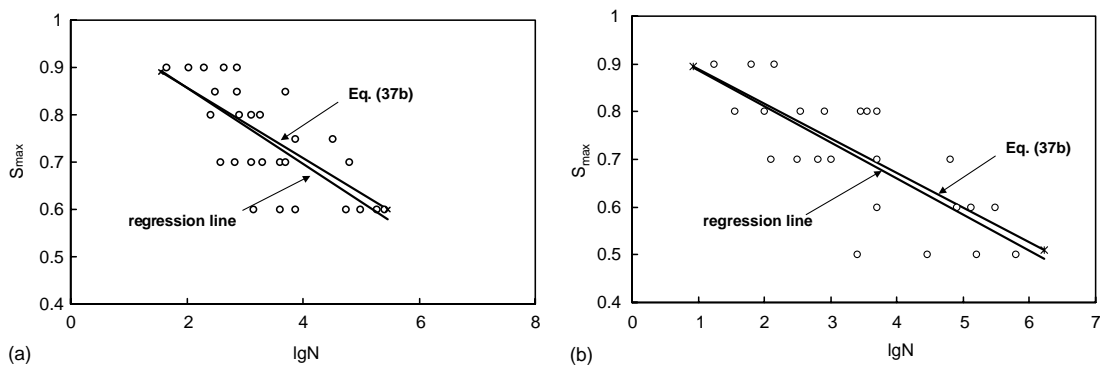 1
0.9
0.8
0.7
0.6
0.5
0.4
S_max
Eq. (37b)
regression line
0 2 4 6 8
lgN
(a)
1
0.9
0.8
0.7
0.6
0.5
0.4
S_max
Eq. (37b)
regression line
0 1 2 3 4 5 6 7
lgN
(b)